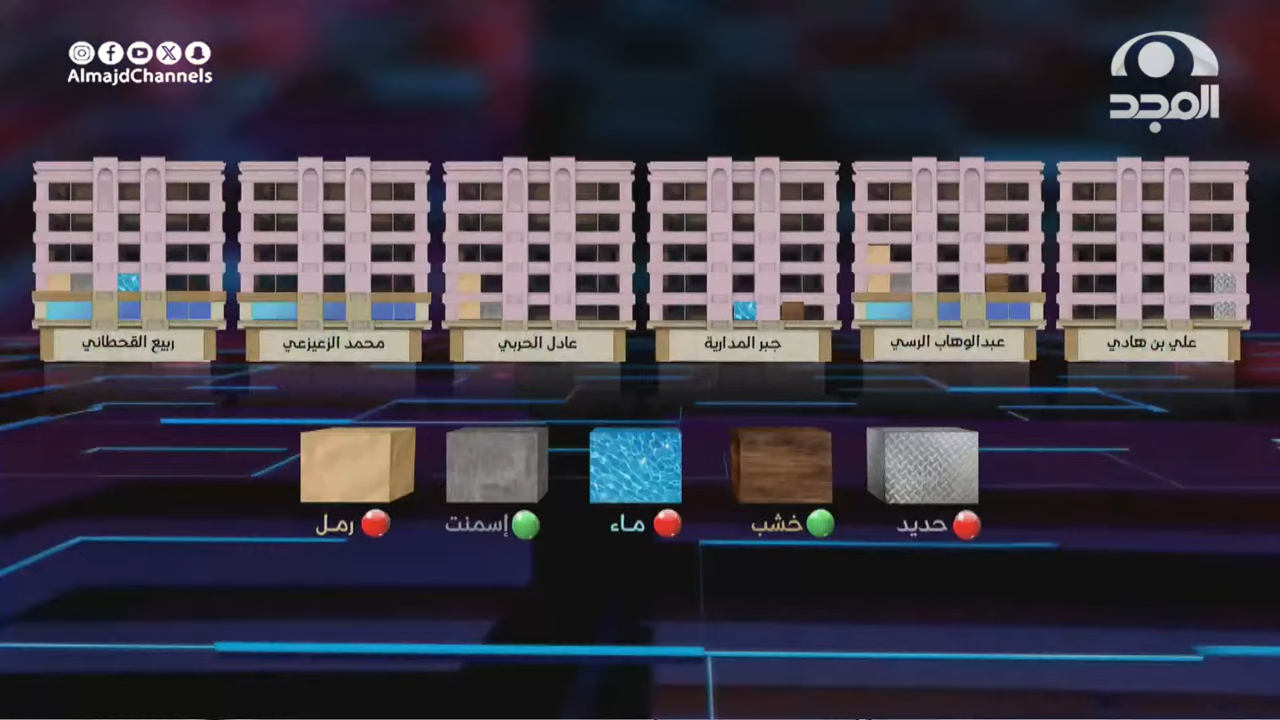 AlmajdChannels
المجد
علي بن هادي
عبدالوهاب الرسي
جبر المدارية
عادل الحربي
محمد الزعيزعي
ربيع القحطاني
حديد
خشب
ماء
إسمنت
رمل